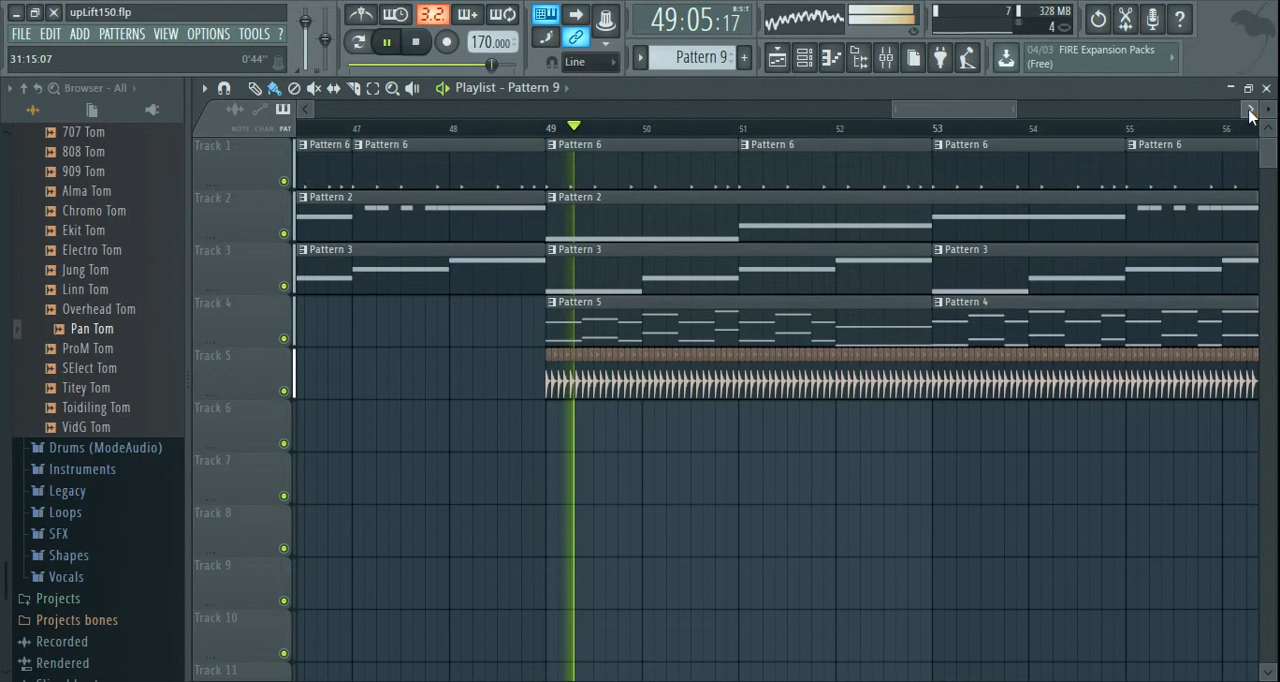 upLift150.flp
FILE EDIT ADD PATTERNS VIEW OPTIONS TOOLS ?
31:15:07 0'44"
3.2.
170.000
49:05:17
B:S:T
Line
Pattern 9
7 328 MB
4
04/03 FIRE Expansion Packs
(Free)
Browser - All
Playlist - Pattern 9
NOTE CHAN PAT
47 48 49 50 51 52 53 54 55 56
707 Tom
808 Tom
909 Tom
Alma Tom
Chromo Tom
Ekit Tom
Electro Tom
Jung Tom
Linn Tom
Overhead Tom
Pan Tom
ProM Tom
SElect Tom
Titey Tom
Toidiling Tom
VidG Tom
Drums (ModeAudio)
Instruments
Legacy
Loops
SFX
Shapes
Vocals
Projects
Projects bones
Recorded
Rendered
Track 1 Pattern 6 Pattern 6 Pattern 6 Pattern 6 Pattern 6 Pattern 6
Track 2 Pattern 2 Pattern 2
Track 3 Pattern 3 Pattern 3 Pattern 3
Track 4 Pattern 5 Pattern 4
Track 5
Track 6
Track 7
Track 8
Track 9
Track 10
Track 11